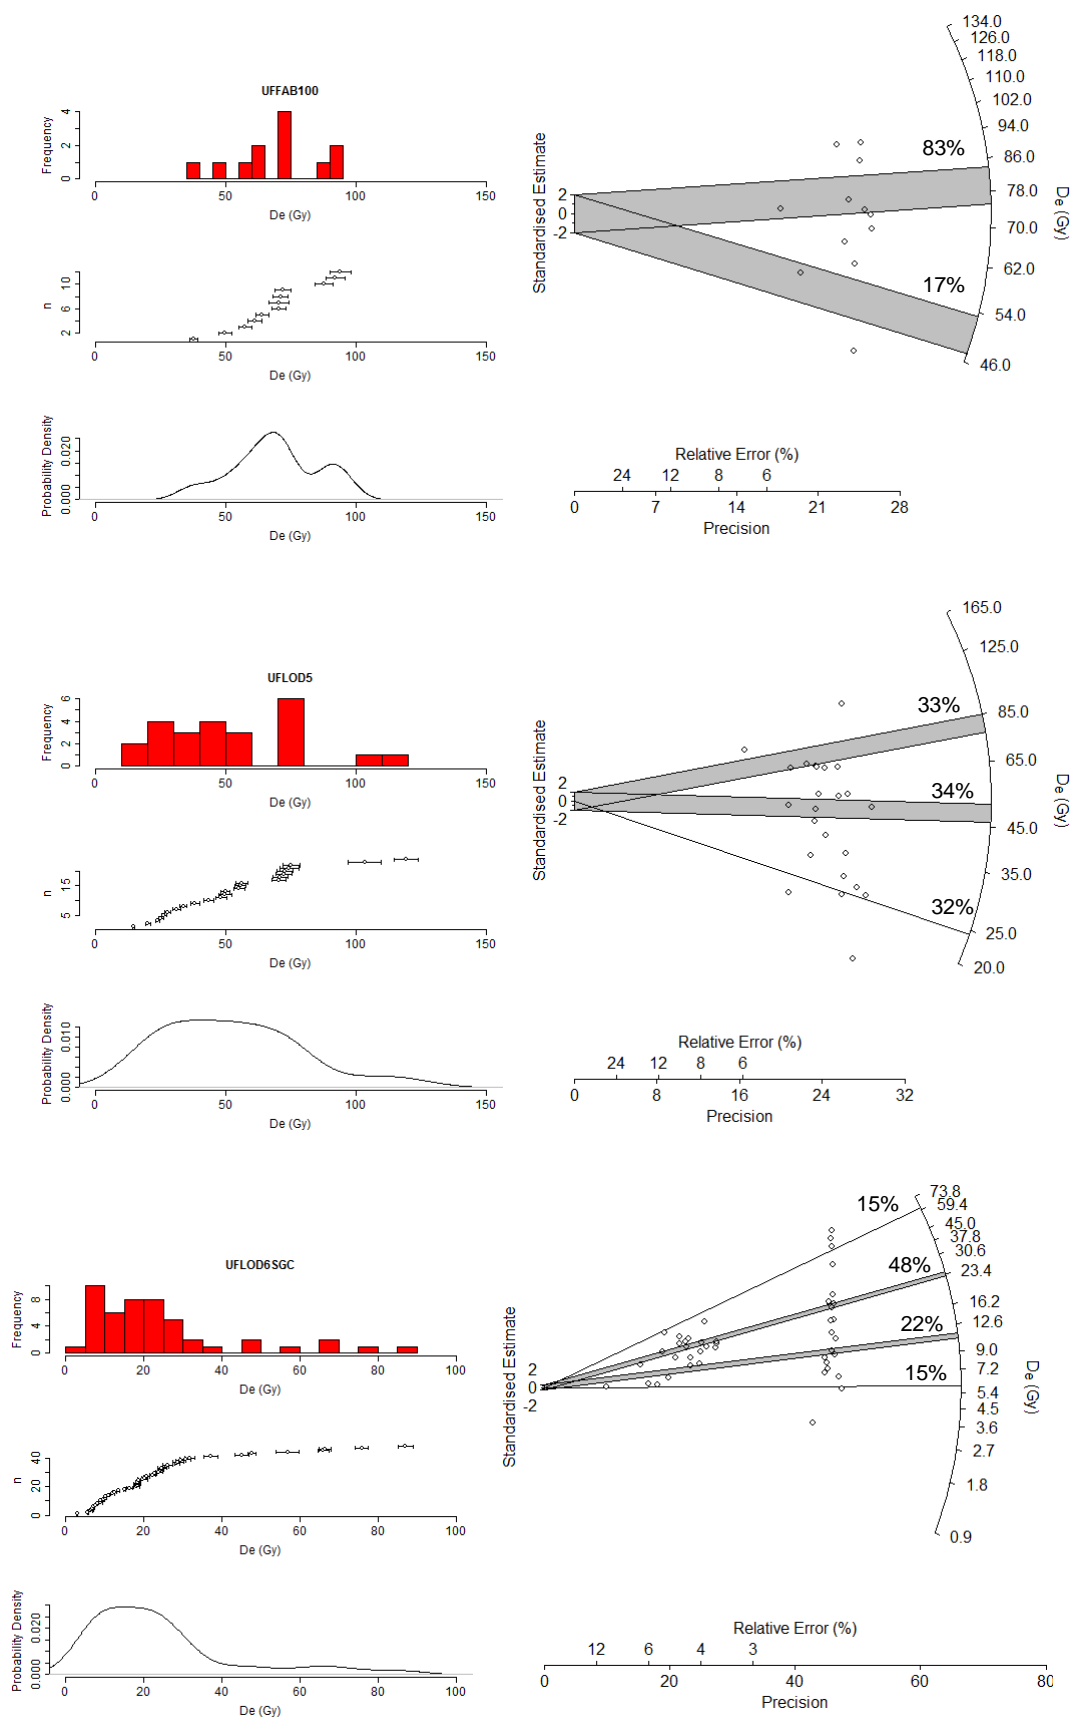 UFFAB100
Frequency
0 2 4
0 50 100 150
De (Gy)
n
2 6 10
0 50 100 150
De (Gy)
Probability Density
0.000 0.020
0 50 100 150
De (Gy)
Standardised Estimate
2
0
-2
83%
17%
134.0
126.0
118.0
110.0
102.0
94.0
86.0
78.0
70.0
62.0
54.0
46.0
De (Gy)
Relative Error (%)
24 12 8 6
0 7 14 21 28
Precision
UFLOD5
Frequency
0 2 4 6
0 50 100 150
De (Gy)
n
5 15
0 50 100 150
De (Gy)
Probability Density
0.000 0.010
0 50 100 150
De (Gy)
Standardised Estimate
2
0
-2
33%
34%
32%
165.0
125.0
85.0
65.0
45.0
35.0
25.0
20.0
De (Gy)
Relative Error (%)
24 12 8 6
0 8 16 24 32
Precision
UFLOD6SGC
Frequency
0 4 8
0 20 40 60 80 100
De (Gy)
n
0 20 40
0 20 40 60 80 100
De (Gy)
Probability Density
0.000 0.020
0 20 40 60 80 100
De (Gy)
Standardised Estimate
2
0
-2
15%
48%
22%
15%
73.8
59.4
45.0
37.8
30.6
23.4
16.2
12.6
9.0
7.2
5.4
4.5
3.6
2.7
1.8
0.9
De (Gy)
Relative Error (%)
12 6 4 3
0 20 40 60 80
Precision